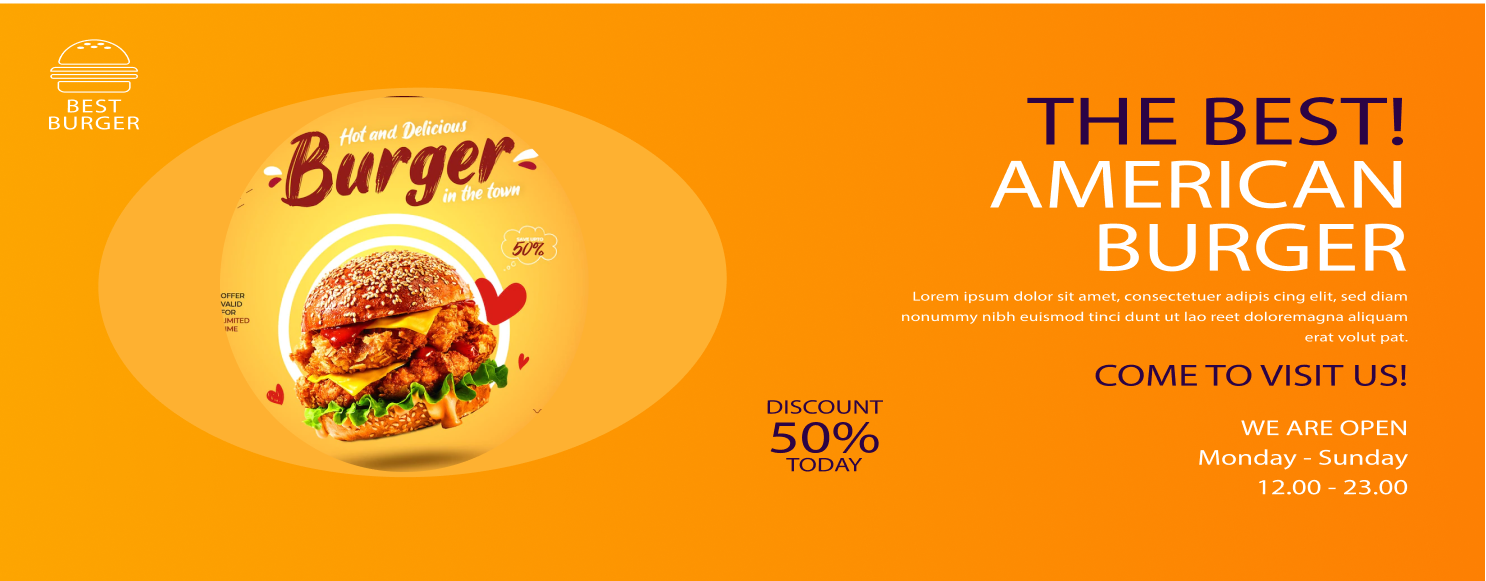 BEST
BURGER
Hot and Delicious
Burger
in the town
50%
OFFER
VALID
FOR
DISCOUNT
50%
TODAY
THE BEST!
AMERICAN
BURGER
Lorem ipsum dolor sit amet, consectetuer adipis cing elit, sed diam
nonummy nibh euismod tinci dunt ut lao reet doloremagna aliquam
erat volut pat.
COME TO VISIT US!
WE ARE OPEN
Monday - Sunday
12.00 - 23.00